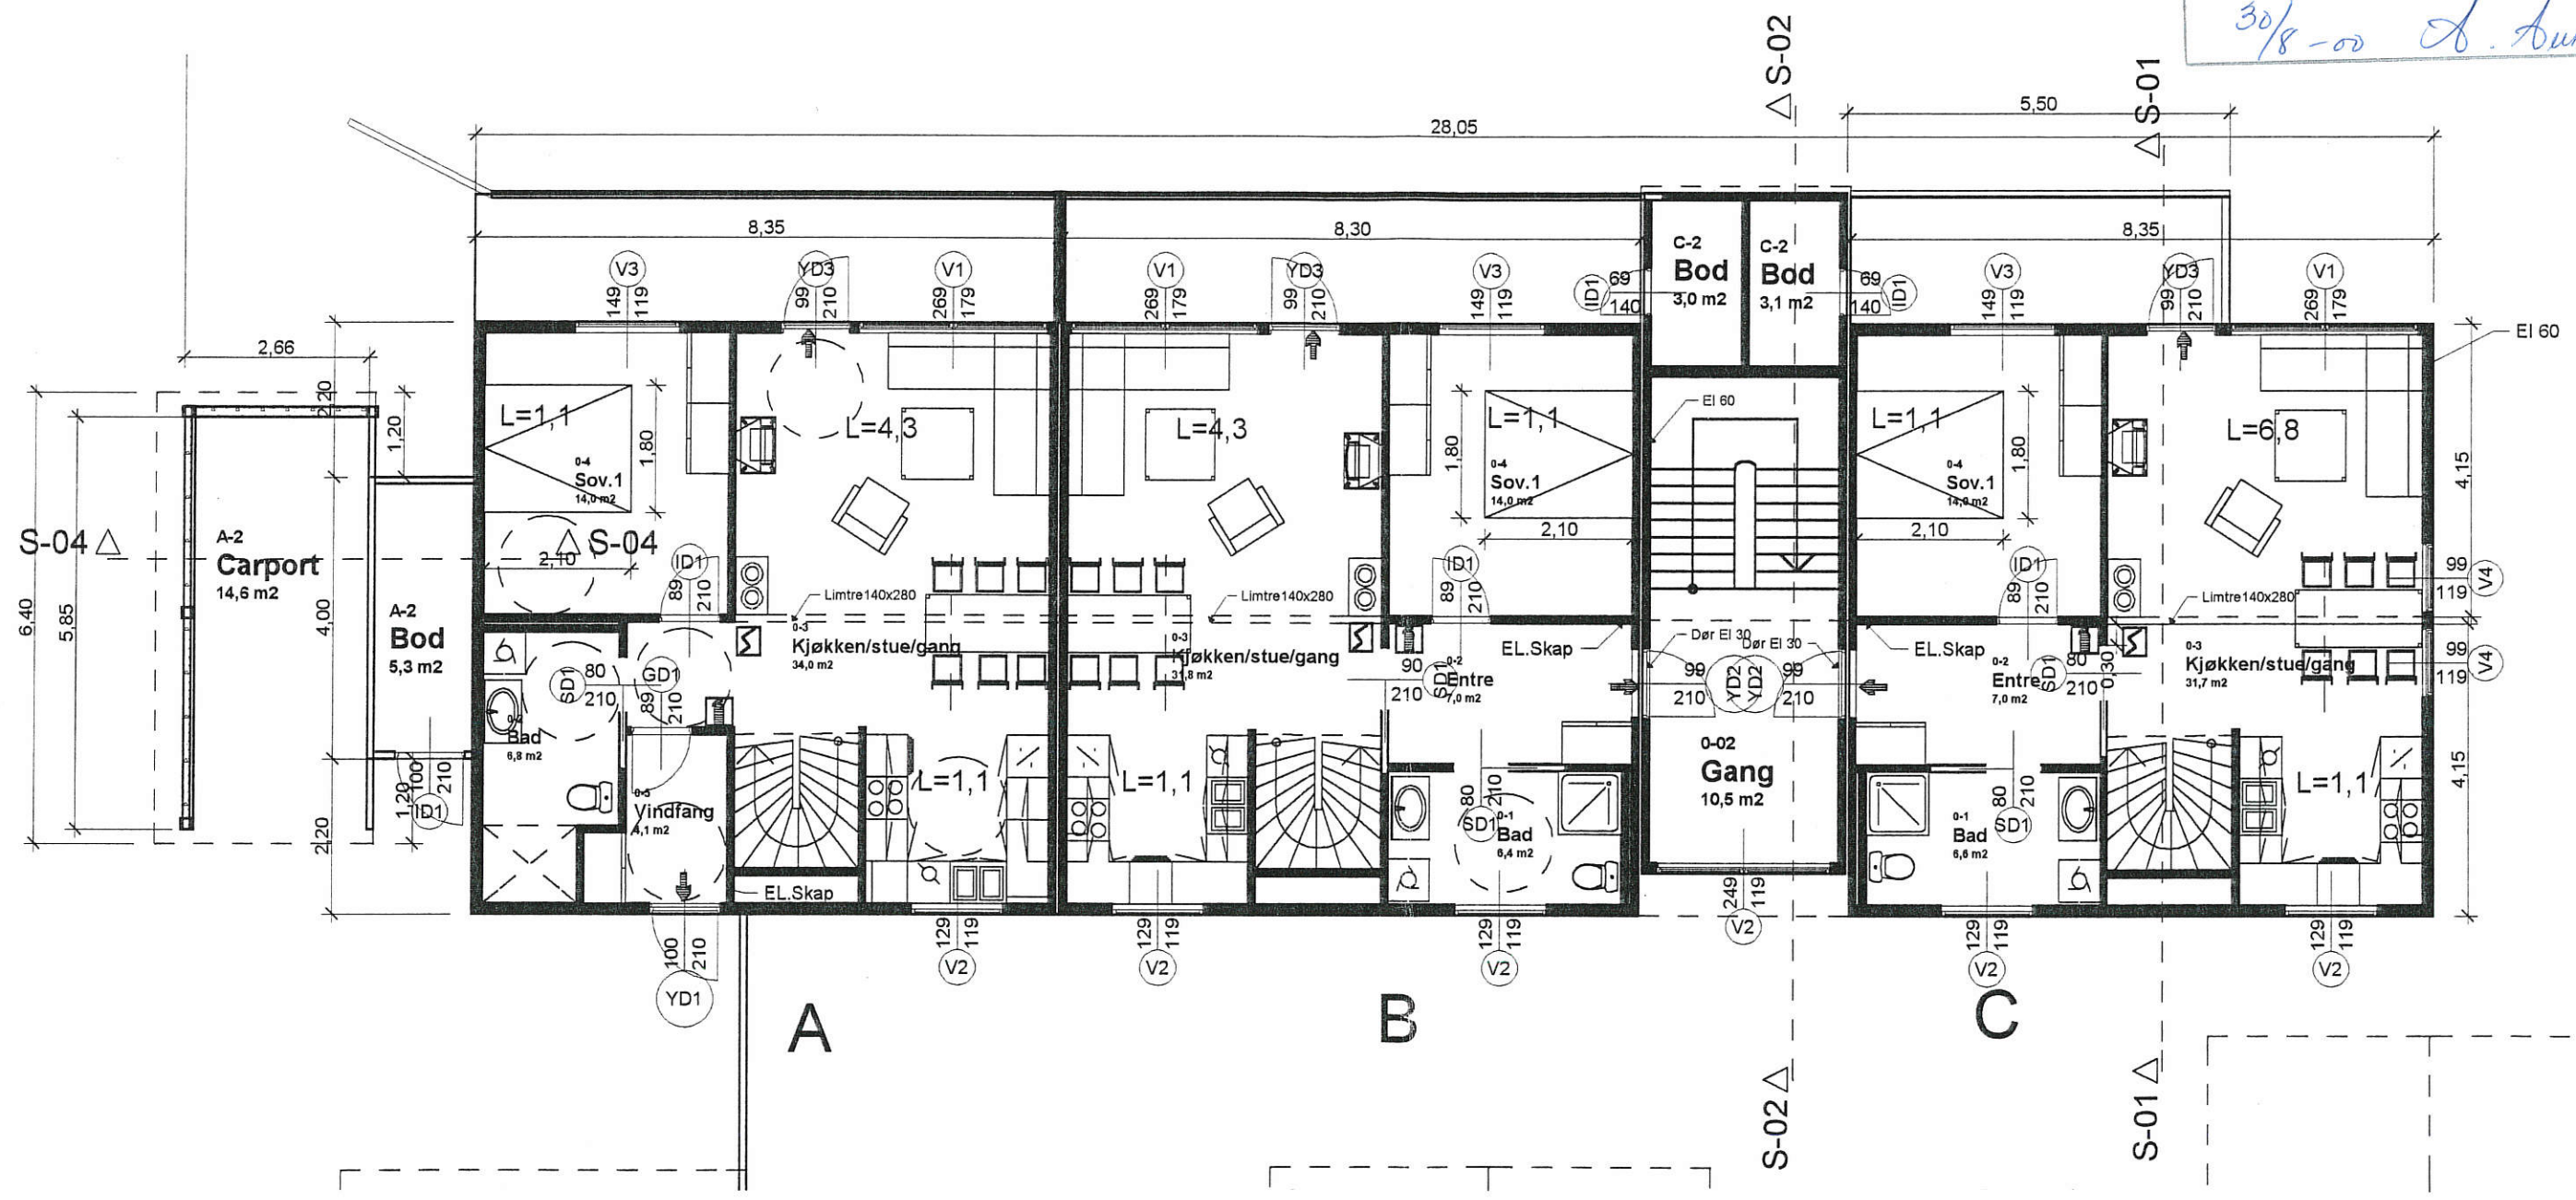 30/8-00 A.
S-02
S-01
5,50
28,05
8,35
8,30
8,35
V3
149
119
YD3
99
210
V1
269
179
V1
269
179
YD3
99
210
V3
149
119
ID1
69
140
C-2
Bod
3,0 m2
C-2
Bod
3,1 m2
69
140
ID1
V3
149
119
YD3
99
210
V1
269
179
EI 60
2,66
2,20
1,20
6,40
5,85
4,00
2,20
1,20
S-04
A-2
Carport
14,6 m2
A-2
Bod
5,3 m2
100
210
ID1
L=1,1
1,80
0-4
Sov.1
14,0 m2
S-04
2,10
ID1
89
210
L=4,3
Limtre140x280
0-3
Kjøkken/stue/gang
34,0 m2
SD1
80
210
GD1
89
210
Bad
6,8 m2
0-5
Vindfang
4,1 m2
EL.Skap
L=1,1
100
210
YD1
129
119
V2
A
L=4,3
Limtre140x280
0-3
Kjøkken/stue/gang
31,8 m2
L=1,1
1,80
0-4
Sov.1
14,0 m2
2,10
ID1
89
210
EL.Skap
90
210
SD1
0-2
Entre
7,0 m2
L=1,1
80
210
SD1
0-1
Bad
6,4 m2
129
119
V2
129
119
V2
B
EI 60
Dør EI 30
Dør EI 30
99
210
YD2
YD2
99
210
0-02
Gang
10,5 m2
249
119
V2
L=1,1
1,80
0-4
Sov.1
14,0 m2
2,10
ID1
89
210
EL.Skap
0-2
Entre
7,0 m2
SD1
80
210
0,30
L=6,8
Limtre140x280
0-3
Kjøkken/stue/gang
31,7 m2
99
119
V4
99
119
V4
4,15
4,15
80
210
SD1
0-1
Bad
6,6 m2
L=1,1
129
119
V2
129
119
V2
C
S-02
S-01